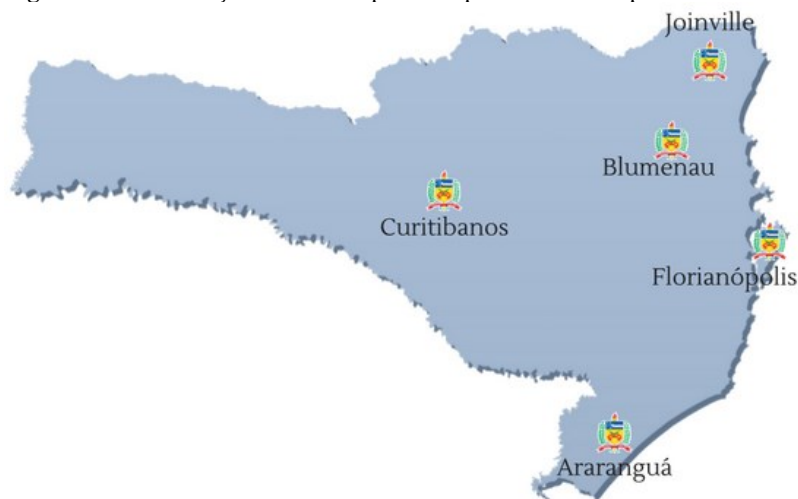 Joinville
Blumenau
Curitibanos
Florianópolis
Araranguá